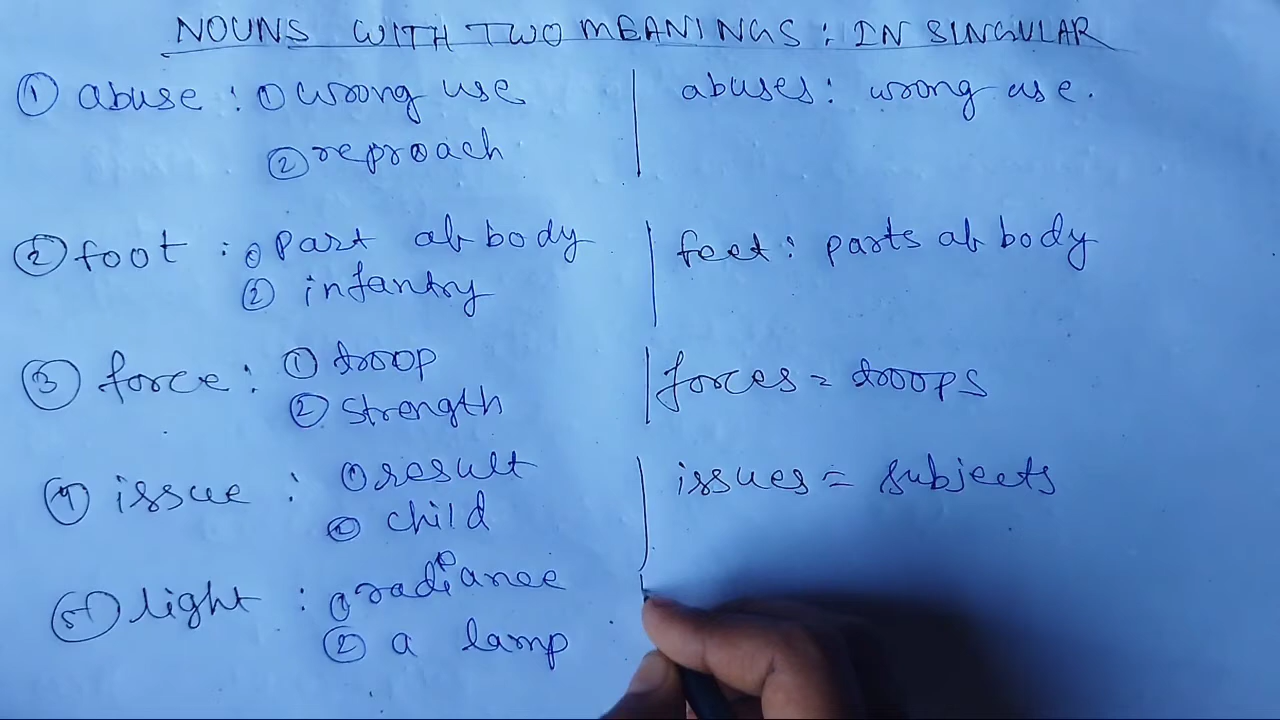 NOUNS WITH TWO MEANINGS: IN SINGULAR
① abuse : ① wrong use | abuses: wrong use.
② reproach
② foot : ① Part of body | feet: parts of body
② infantry
③ force : ① troop | forces = troops
② strength
④ issue : ① result | issues = subjects
② child
⑤ light : ① radiance |
② a lamp